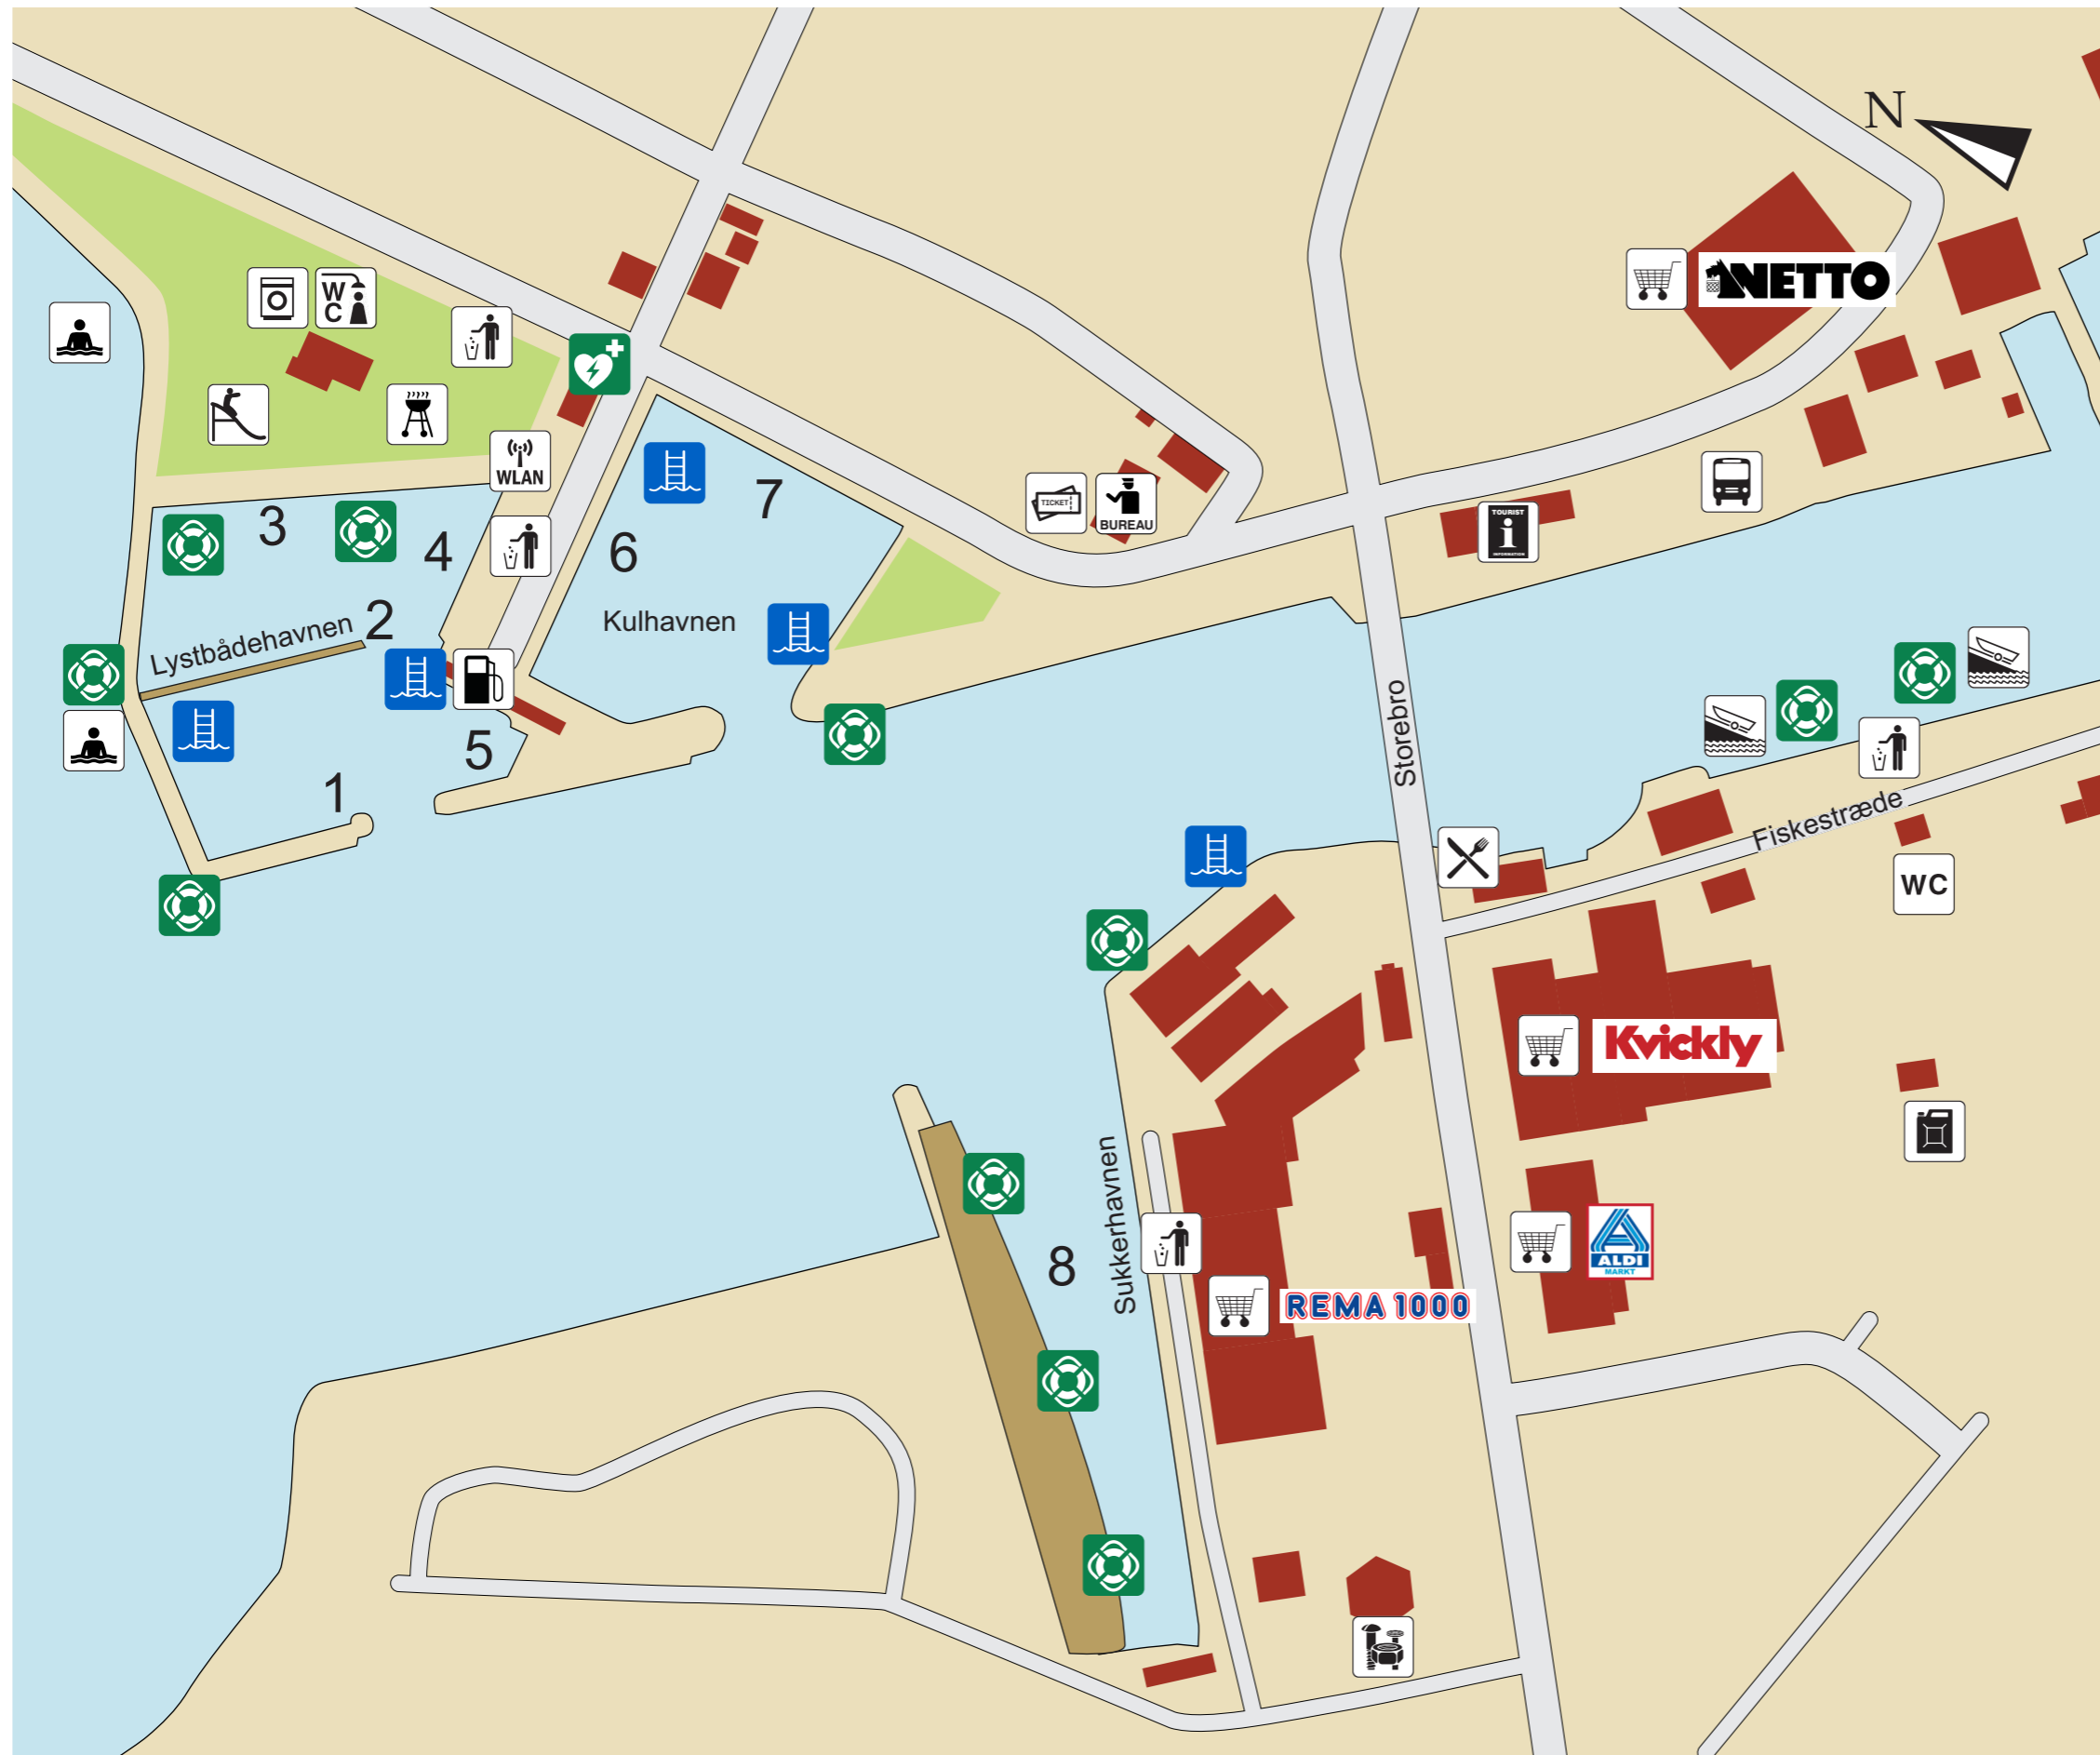 N
NETTO
W
C
WLAN
TICKET
BUREAU
TOURIST
i
INFORMATION
3
4
6
7
Kulhavnen
2
Lystbådehavnen
5
1
Storebro
Fiskestræde
WC
Kvickly
Sukkerhavnen
8
ALDI
MARKT
REMA 1000